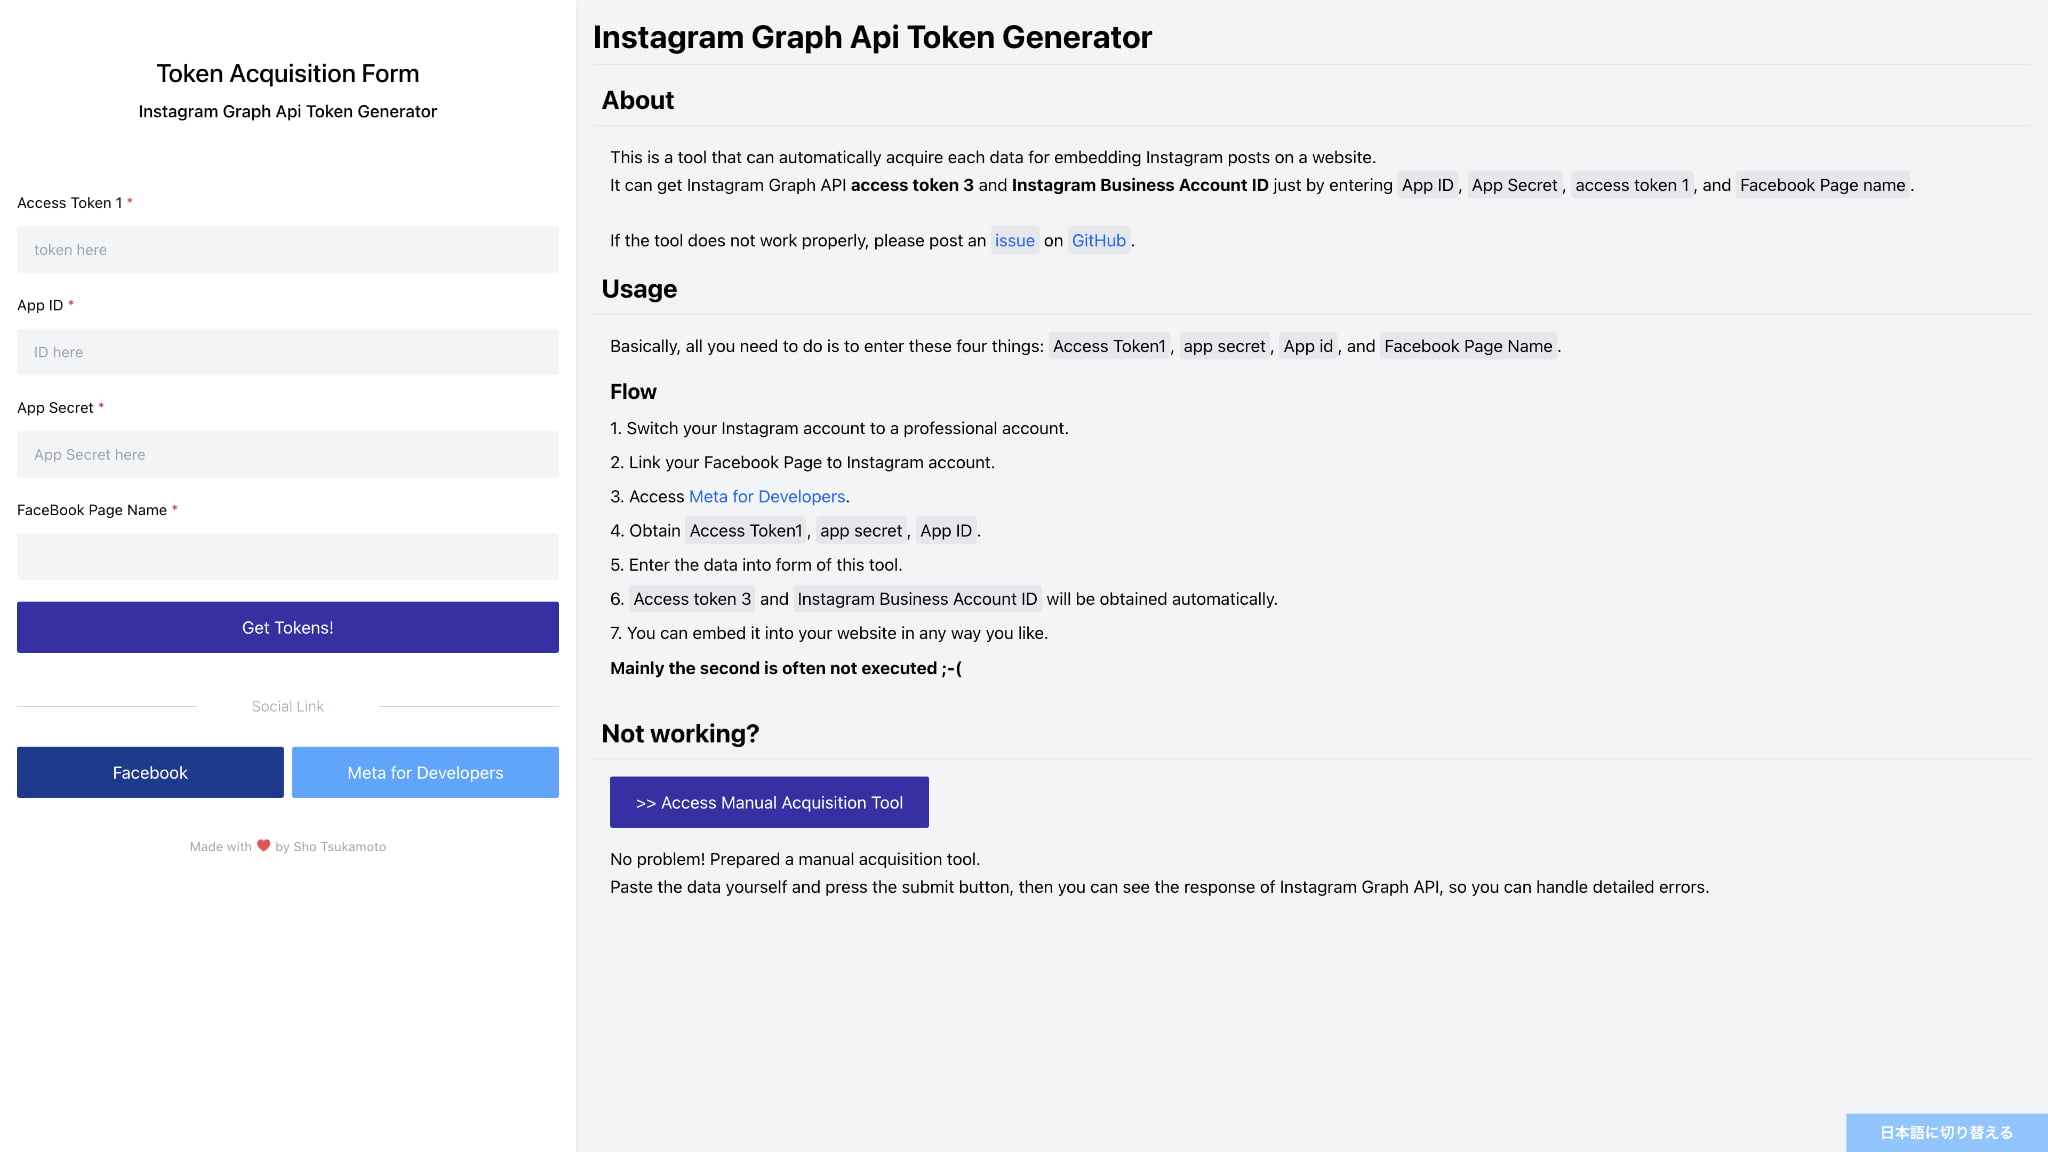 Token Acquisition Form
Instagram Graph Api Token Generator
Access Token 1 *
token here
App ID *
ID here
App Secret *
App Secret here
FaceBook Page Name *
Get Tokens!
Social Link
Facebook
Meta for Developers
Made with ❤️ by Sho Tsukamoto
Instagram Graph Api Token Generator
About
This is a tool that can automatically acquire each data for embedding Instagram posts on a website.
It can get Instagram Graph API access token 3 and Instagram Business Account ID just by entering App ID, App Secret, access token 1, and Facebook Page name.
If the tool does not work properly, please post an issue on GitHub.
Usage
Basically, all you need to do is to enter these four things: Access Token1, app secret, App id, and Facebook Page Name.
Flow
1. Switch your Instagram account to a professional account.
2. Link your Facebook Page to Instagram account.
3. Access Meta for Developers.
4. Obtain Access Token1, app secret, App ID.
5. Enter the data into form of this tool.
6. Access token 3 and Instagram Business Account ID will be obtained automatically.
7. You can embed it into your website in any way you like.
Mainly the second is often not executed ;-(
Not working?
>> Access Manual Acquisition Tool
No problem! Prepared a manual acquisition tool.
Paste the data yourself and press the submit button, then you can see the response of Instagram Graph API, so you can handle detailed errors.
日本語に切り替える